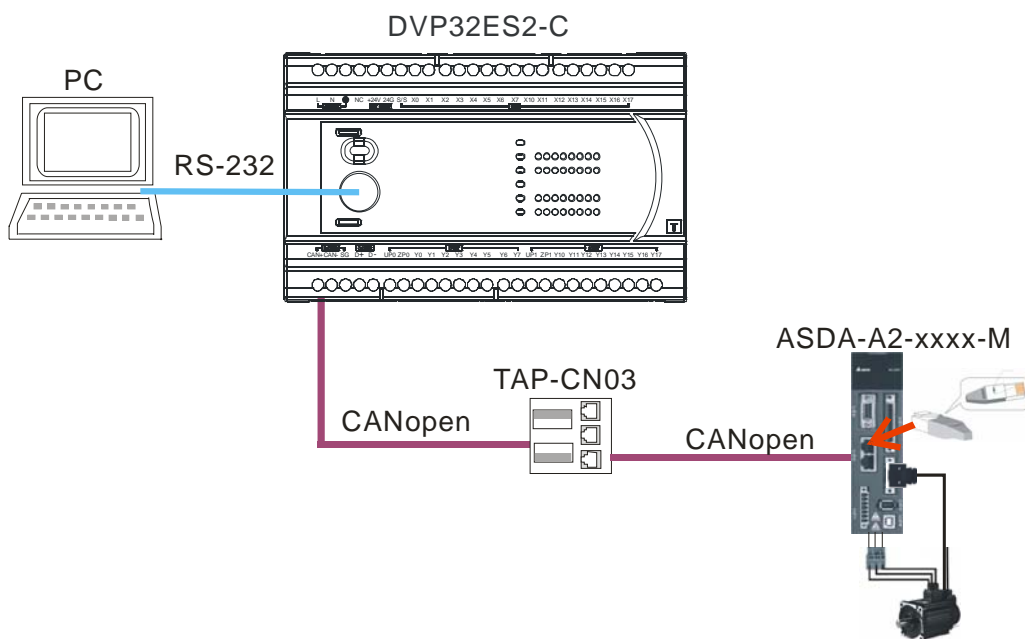 DVP32ES2-C
PC
RS-232
L N NC +24V 24G S/S X0 X1 X2 X3 X4 X5 X6 X7 X10 X11 X12 X13 X14 X15 X16 X17
T
CAN+ CAN- SG D+ D- UP0 ZP0 Y0 Y1 Y2 Y3 Y4 Y5 Y6 Y7 UP1 ZP1 Y10 Y11 Y12 Y13 Y14 Y15 Y16 Y17
ASDA-A2-xxxx-M
TAP-CN03
CANopen
CANopen